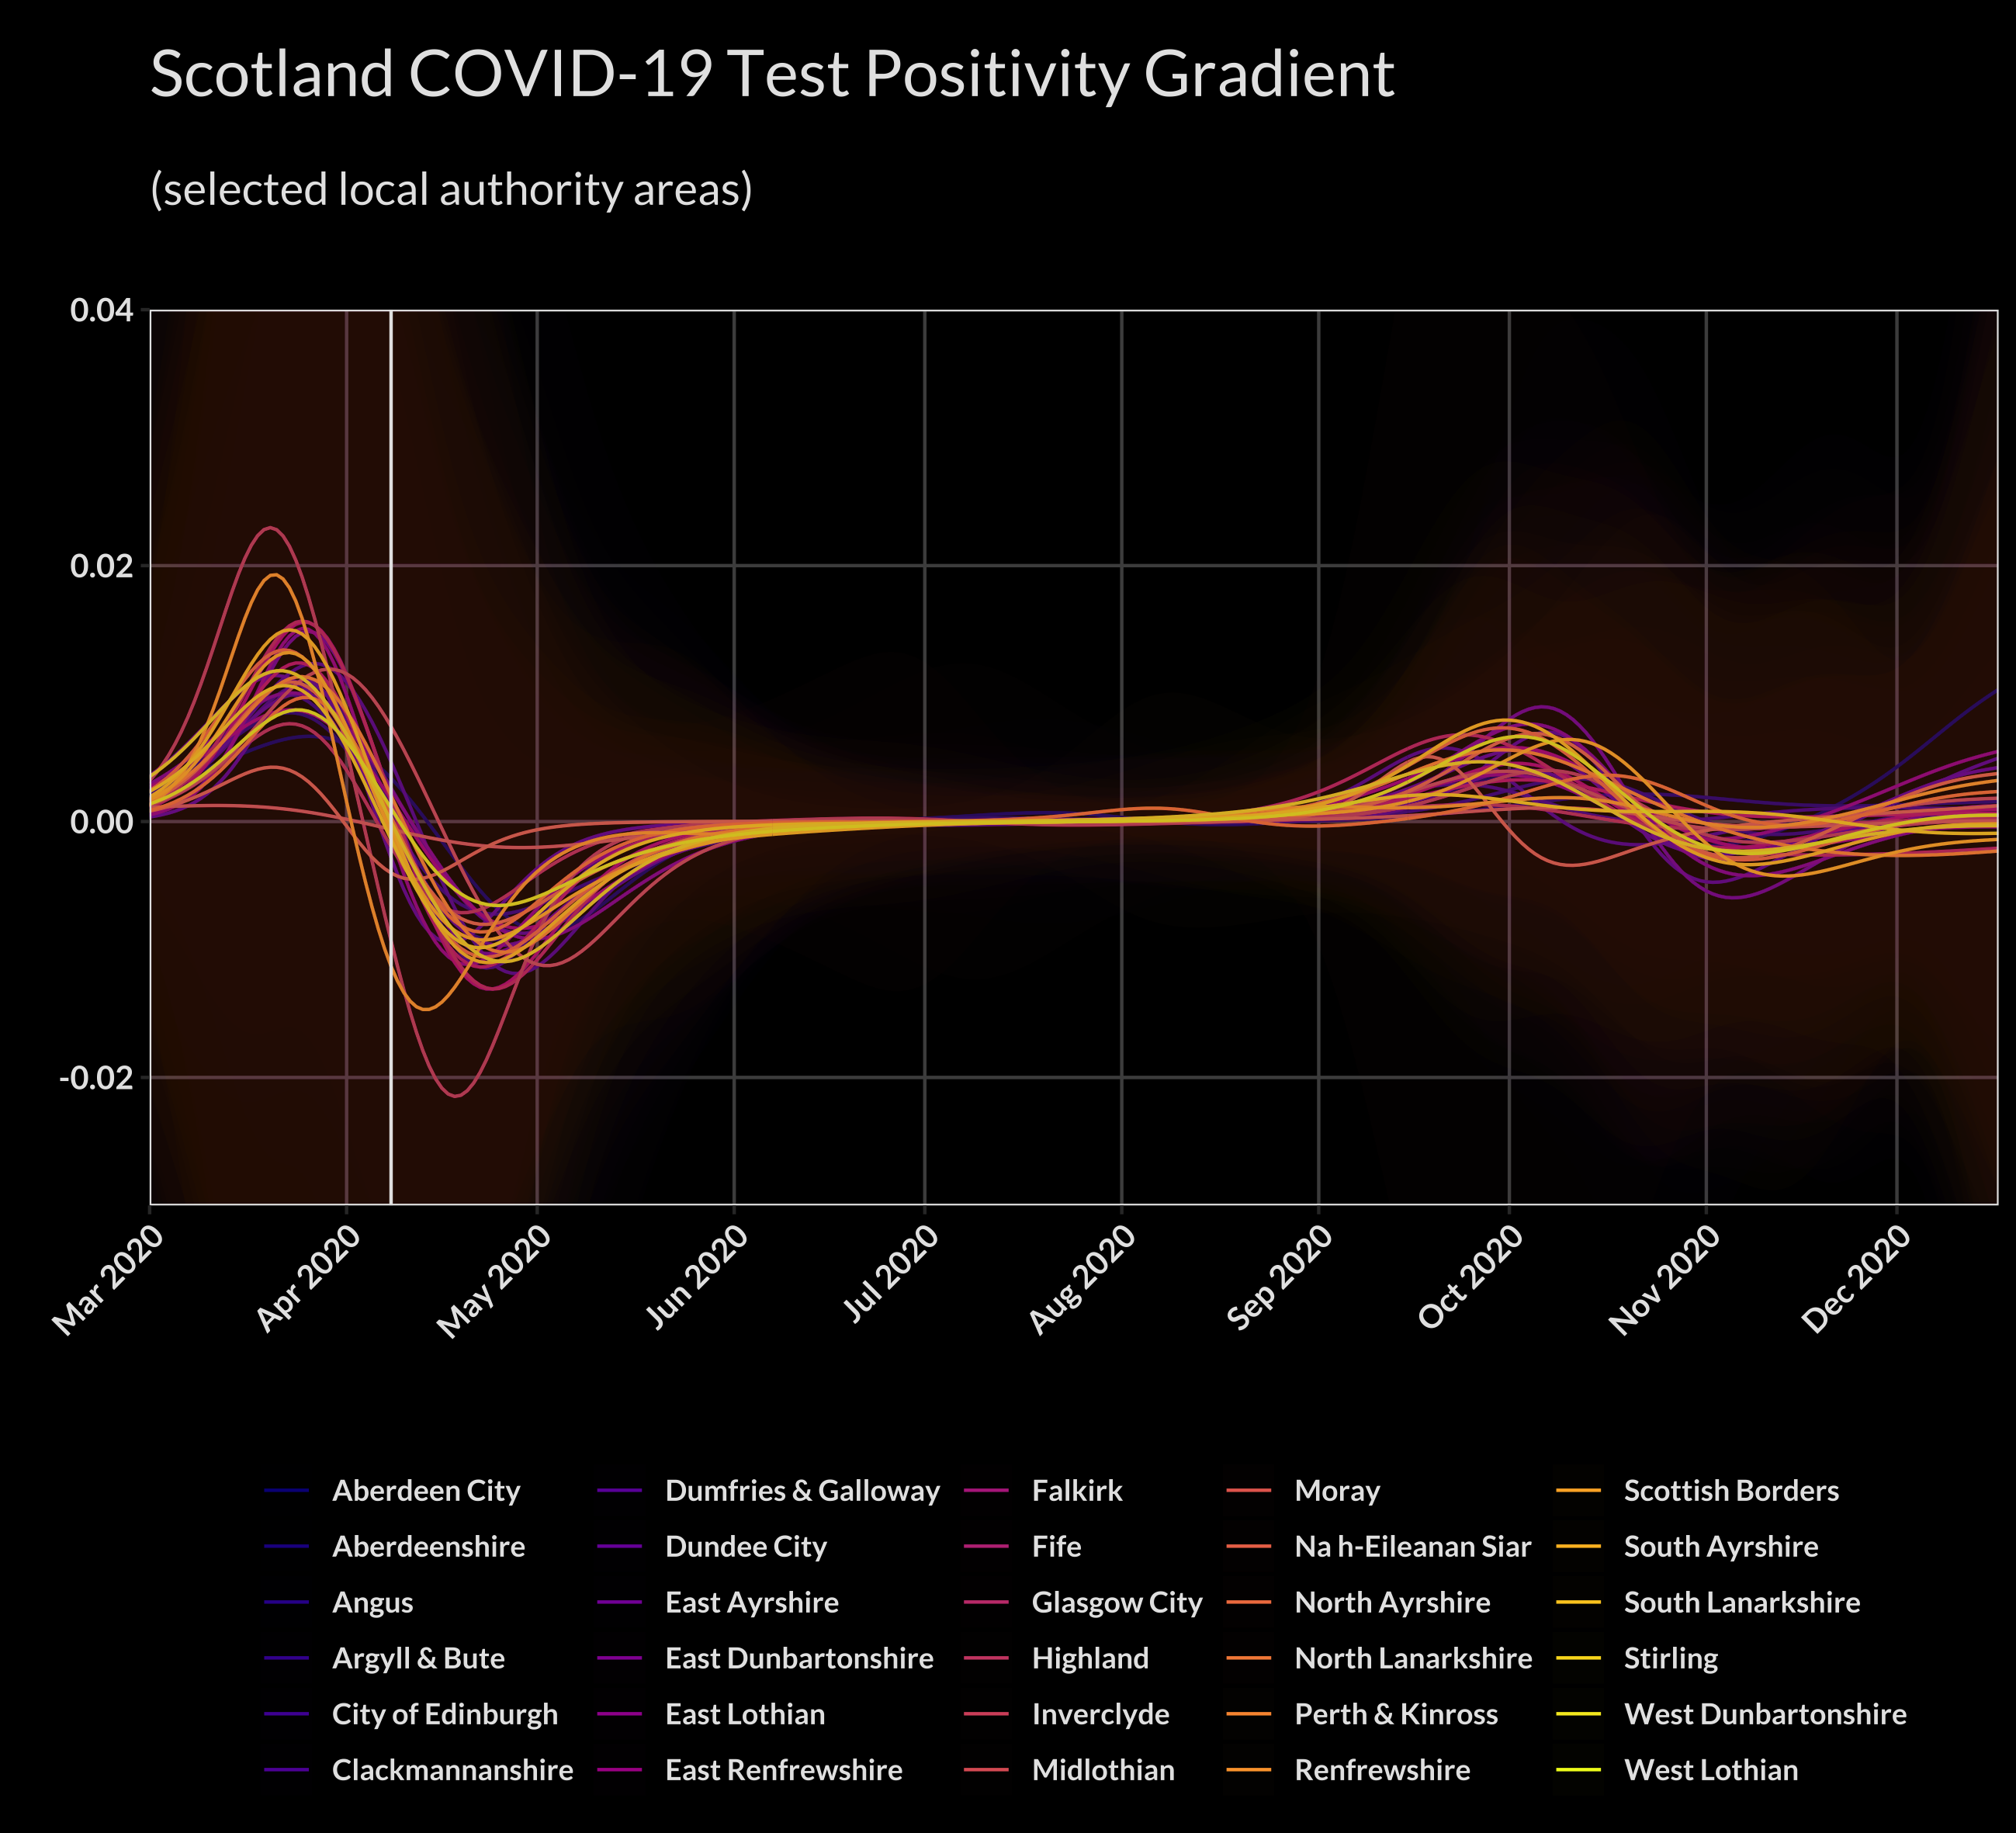 Scotland COVID-19 Test Positivity Gradient
(selected local authority areas)
0.04
0.02
0.00
-0.02
Mar 2020
Apr 2020
May 2020
Jun 2020
Jul 2020
Aug 2020
Sep 2020
Oct 2020
Nov 2020
Dec 2020
Aberdeen City
Aberdeenshire
Angus
Argyll & Bute
City of Edinburgh
Clackmannanshire
Dumfries & Galloway
Dundee City
East Ayrshire
East Dunbartonshire
East Lothian
East Renfrewshire
Falkirk
Fife
Glasgow City
Highland
Inverclyde
Midlothian
Moray
Na h-Eileanan Siar
North Ayrshire
North Lanarkshire
Perth & Kinross
Renfrewshire
Scottish Borders
South Ayrshire
South Lanarkshire
Stirling
West Dunbartonshire
West Lothian